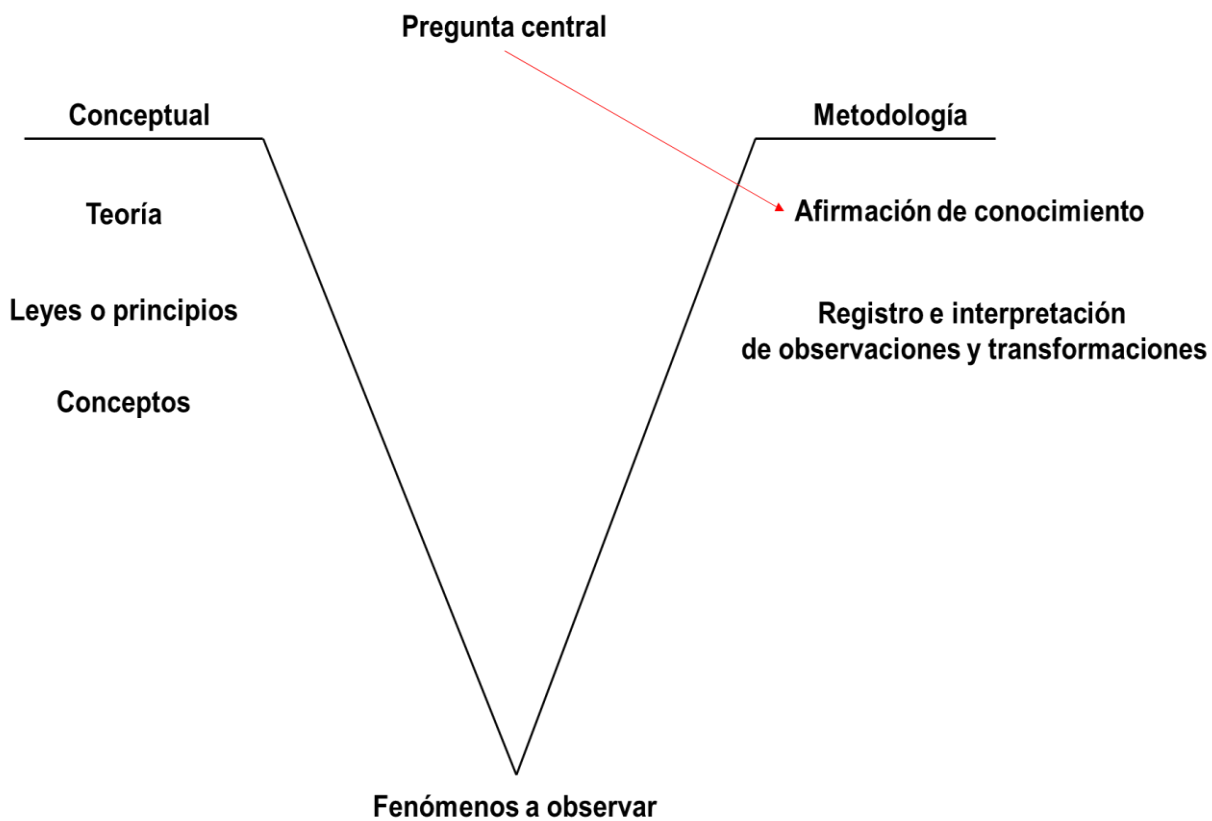 Pregunta central
Conceptual
Metodología
Teoría
Afirmación de conocimiento
Leyes o principios
Registro e interpretación
de observaciones y transformaciones
Conceptos
Fenómenos a observar